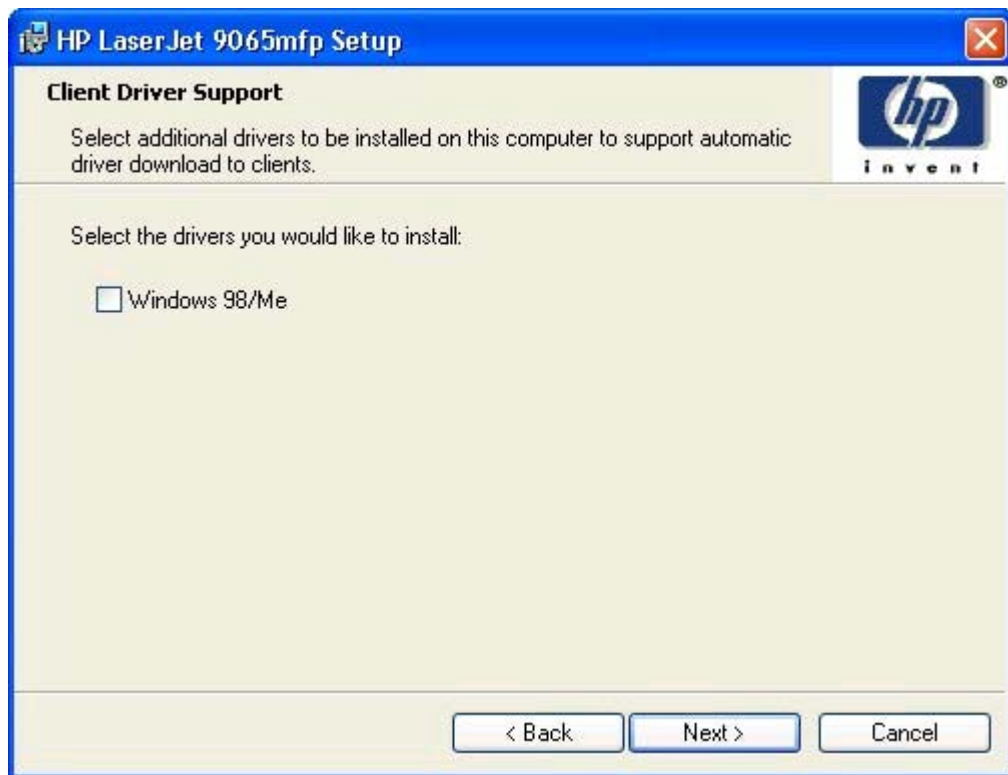 HP LaserJet 9065mfp Setup
Client Driver Support
Select additional drivers to be installed on this computer to support automatic
driver download to clients.
hp
®
invent
Select the drivers you would like to install:
Windows 98/Me
< Back
Next >
Cancel